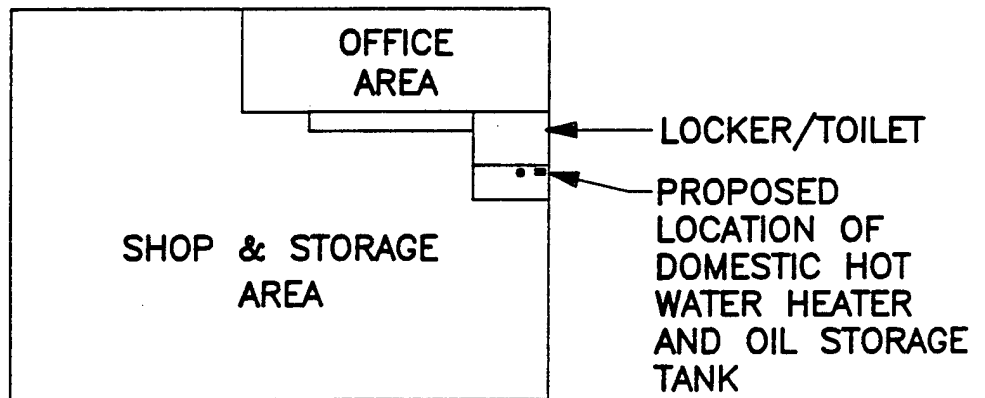 OFFICE
AREA
LOCKER/TOILET
PROPOSED
LOCATION OF
DOMESTIC HOT
WATER HEATER
AND OIL STORAGE
TANK
SHOP & STORAGE
AREA